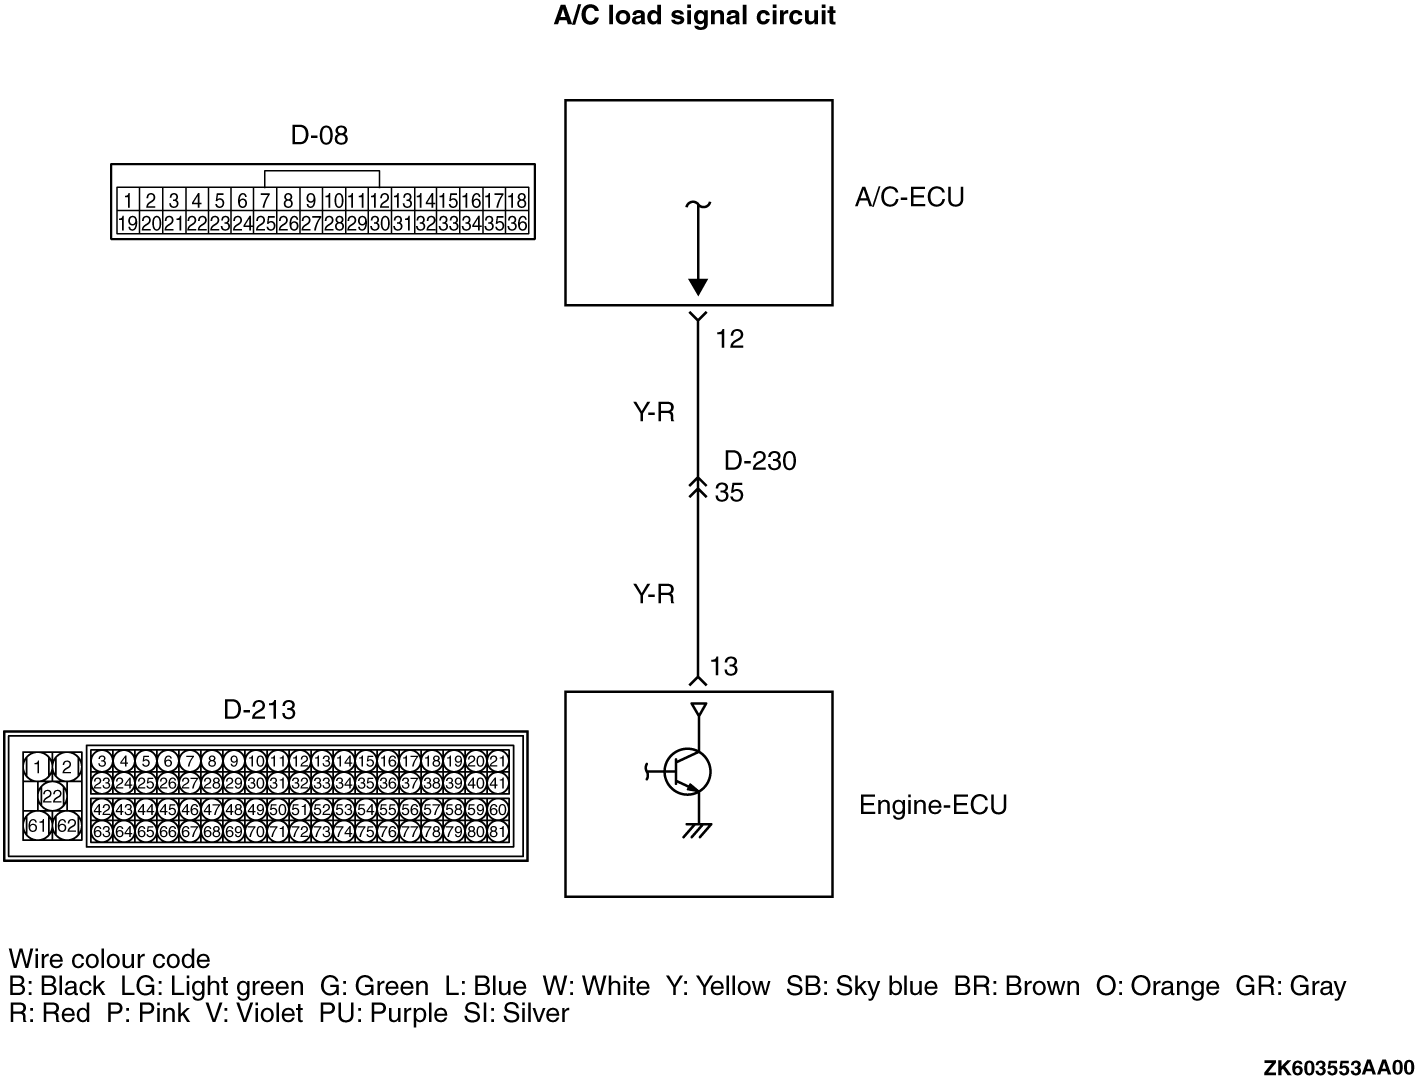 A/C load signal circuit
D-08
1 2 3 4 5 6 7 8 9 10 11 12 13 14 15 16 17 18
19 20 21 22 23 24 25 26 27 28 29 30 31 32 33 34 35 36
A/C-ECU
12
Y-R
D-230
35
Y-R
13
D-213
1 2
22
61 62
3 4 5 6 7 8 9 10 11 12 13 14 15 16 17 18 19 20 21
23 24 25 26 27 28 29 30 31 32 33 34 35 36 37 38 39 40 41
42 43 44 45 46 47 48 49 50 51 52 53 54 55 56 57 58 59 60
63 64 65 66 67 68 69 70 71 72 73 74 75 76 77 78 79 80 81
Engine-ECU
Wire colour code
B: Black LG: Light green G: Green L: Blue W: White Y: Yellow SB: Sky blue BR: Brown O: Orange GR: Gray
R: Red P: Pink V: Violet PU: Purple SI: Silver
ZK603553AA00